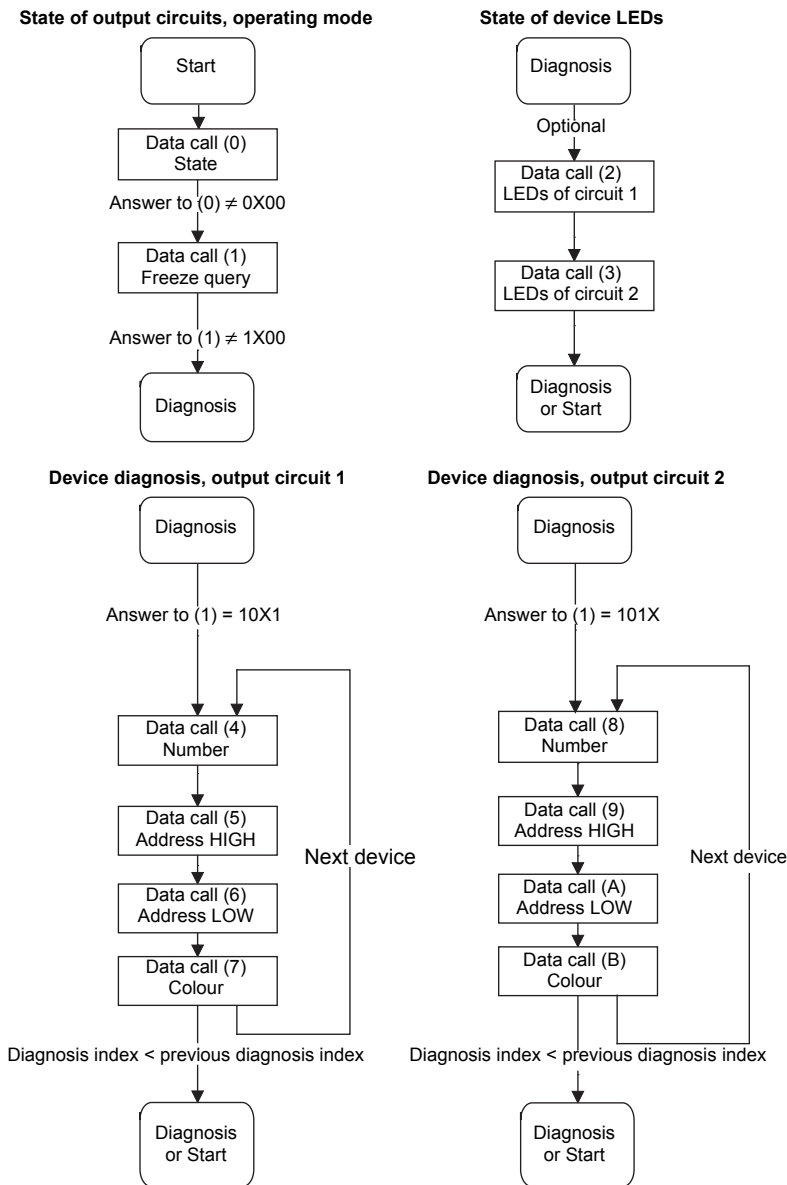 State of output circuits, operating mode
Start
Data call (0)
State
Answer to (0) ≠ 0X00
Data call (1)
Freeze query
Answer to (1) ≠ 1X00
Diagnosis
State of device LEDs
Diagnosis
Optional
Data call (2)
LEDs of circuit 1
Data call (3)
LEDs of circuit 2
Diagnosis
or Start
Device diagnosis, output circuit 1
Diagnosis
Answer to (1) = 10X1
Data call (4)
Number
Data call (5)
Address HIGH
Next device
Data call (6)
Address LOW
Data call (7)
Colour
Diagnosis index < previous diagnosis index
Diagnosis
or Start
Device diagnosis, output circuit 2
Diagnosis
Answer to (1) = 101X
Data call (8)
Number
Data call (9)
Address HIGH
Next device
Data call (A)
Address LOW
Data call (B)
Colour
Diagnosis index < previous diagnosis index
Diagnosis
or Start